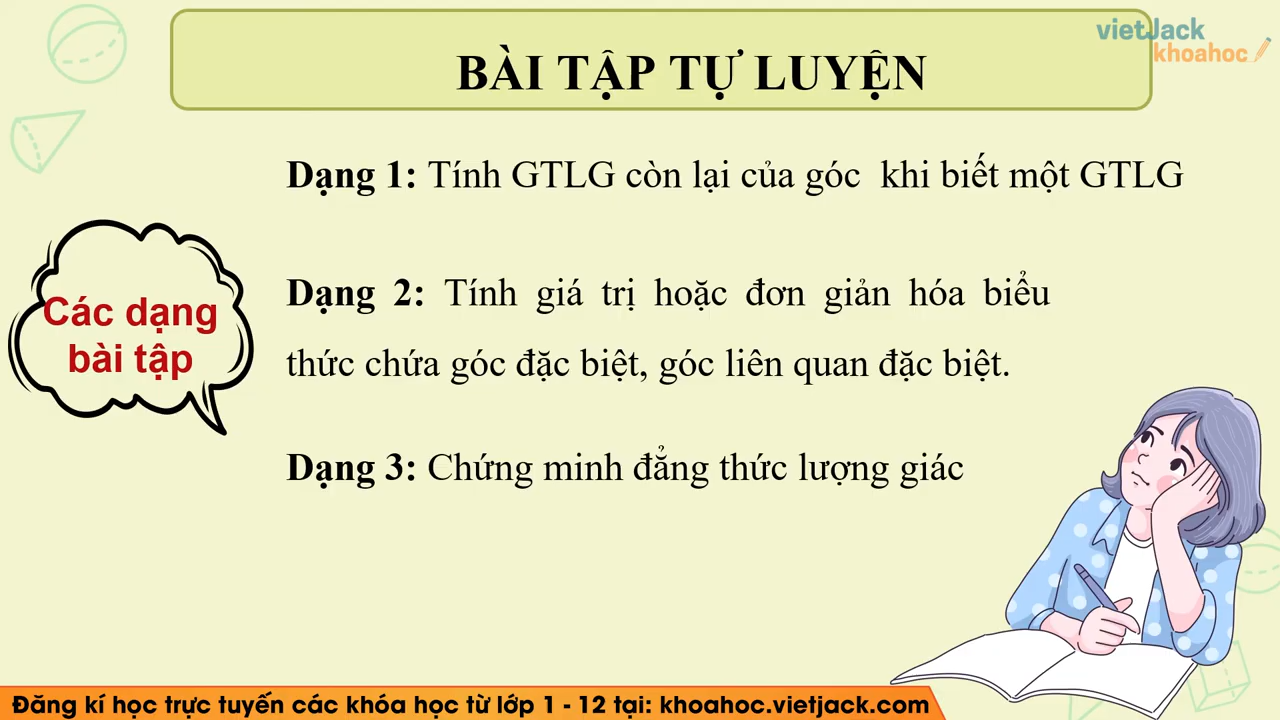 vietJack
khoahoc
BÀI TẬP TỰ LUYỆN
Dạng 1: Tính GTLG còn lại của góc khi biết một GTLG
Các dạng
bài tập
Dạng 2: Tính giá trị hoặc đơn giản hóa biểu
thức chứa góc đặc biệt, góc liên quan đặc biệt.
Dạng 3: Chứng minh đẳng thức lượng giác
Đăng kí học trực tuyến các khóa học từ lớp 1 - 12 tại: khoahoc.vietjack.com